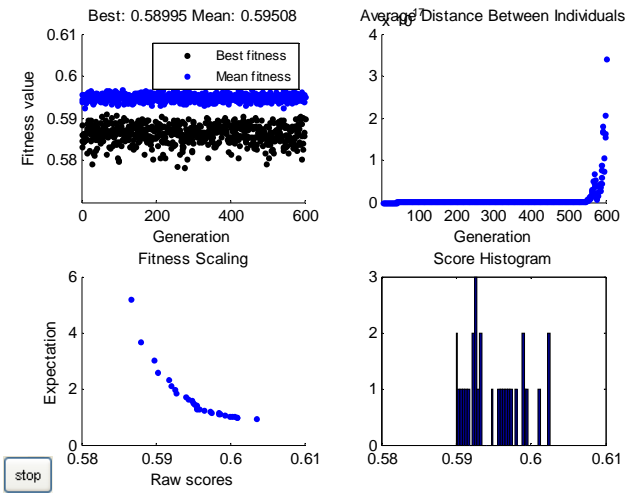 Best: 0.58995 Mean: 0.59508
0.61
0.6
0.59
0.58
Fitness value
Best fitness
Mean fitness
0 200 400 600
Generation
Average Distance Between Individuals
x 10^17
4
3
2
1
0
100 200 300 400 500 600
Generation
Fitness Scaling
6
4
2
0
Expectation
0.58 0.59 0.6 0.61
Raw scores
Score Histogram
3
2
1
0
0.58 0.59 0.6 0.61
stop